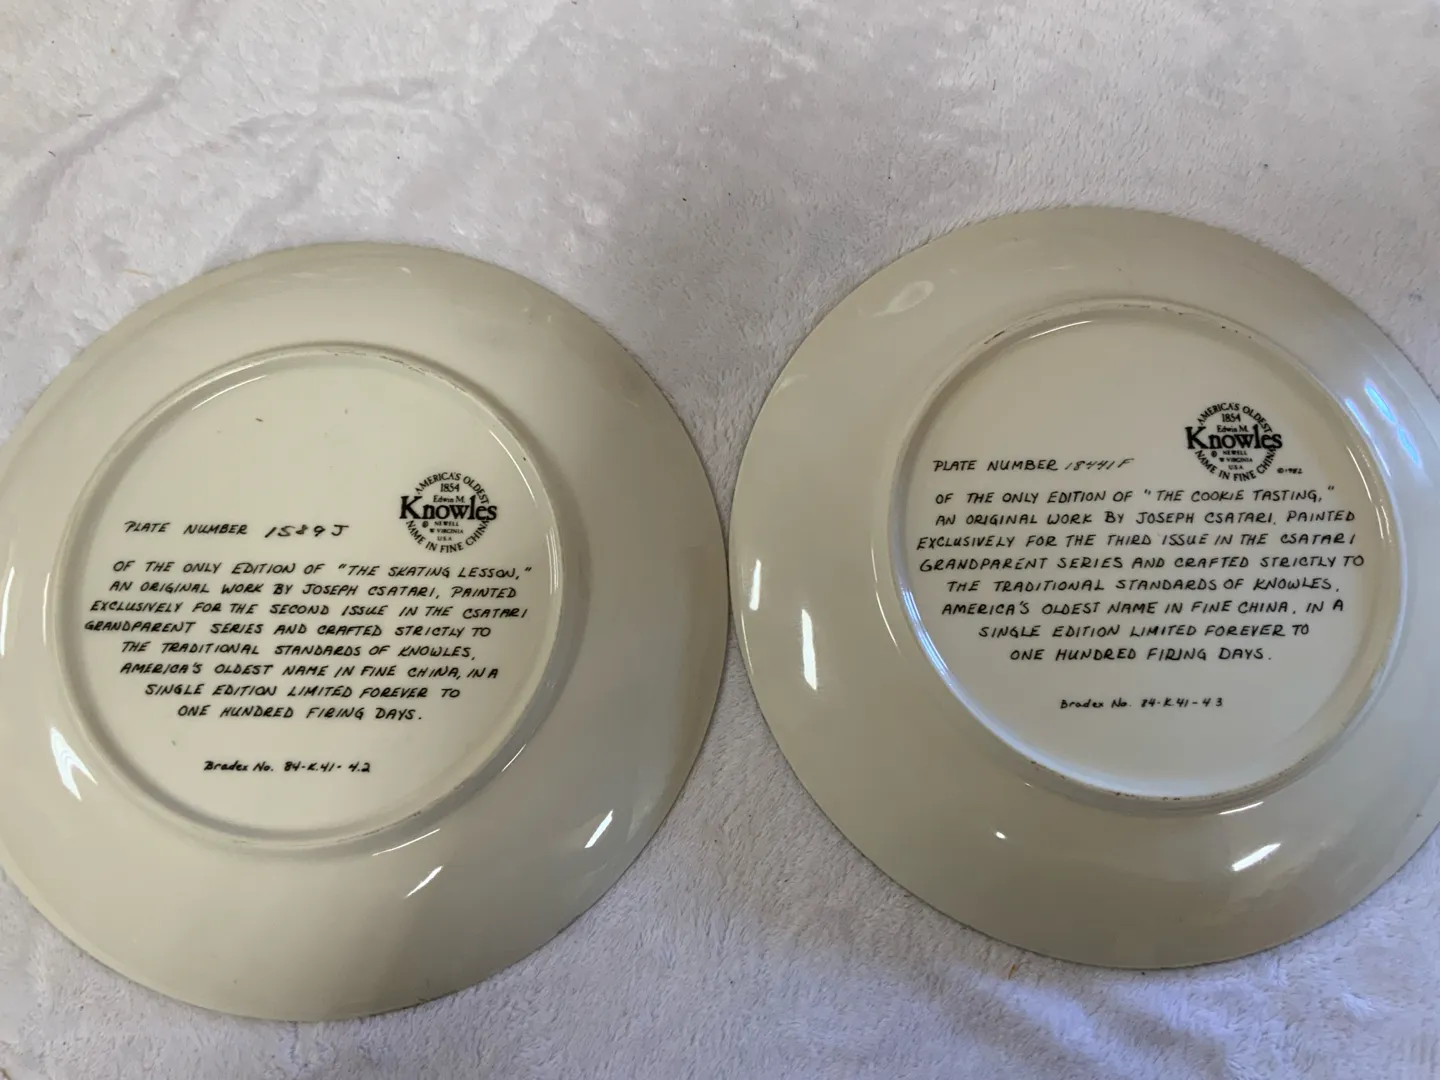 PLATE NUMBER 1589J
AMERICA'S OLDEST
1854
Edwin M.
Knowles
NEWELL
W VIRGINIA
USA
NAME IN FINE CHINA
OF THE ONLY EDITION OF "THE SKATING LESSON,"
AN ORIGINAL WORK BY JOSEPH CSATARI, PAINTED
EXCLUSIVELY FOR THE SECOND ISSUE IN THE CSATARI
GRANDPARENT SERIES AND CRAFTED STRICTLY TO
THE TRADITIONAL STANDARDS OF KNOWLES,
AMERICA'S OLDEST NAME IN FINE CHINA, IN A
SINGLE EDITION LIMITED FOREVER TO
ONE HUNDRED FIRING DAYS.
Bradex No. 84-K41-4.2
AMERICA'S OLDEST
1854
Edwin M.
Knowles
® NEWELL
W VIRGINIA
USA
NAME IN FINE CHINA
©1982
PLATE NUMBER 18441F
OF THE ONLY EDITION OF "THE COOKIE TASTING,"
AN ORIGINAL WORK BY JOSEPH CSATARI, PAINTED
EXCLUSIVELY FOR THE THIRD ISSUE IN THE CSATARI
GRANDPARENT SERIES AND CRAFTED STRICTLY TO
THE TRADITIONAL STANDARDS OF KNOWLES,
AMERICA'S OLDEST NAME IN FINE CHINA, IN A
SINGLE EDITION LIMITED FOREVER TO
ONE HUNDRED FIRING DAYS.
Bradex No. 84-K41-4.3